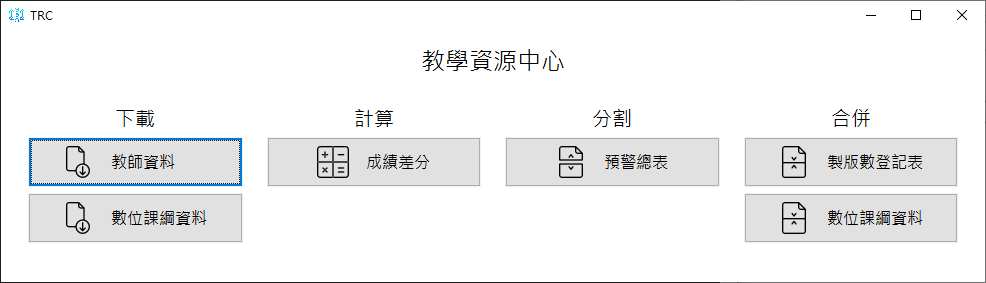 TRC
教學資源中心
下載
計算
分割
合併
教師資料
成績差分
預警總表
製版數登記表
數位課綱資料
數位課綱資料